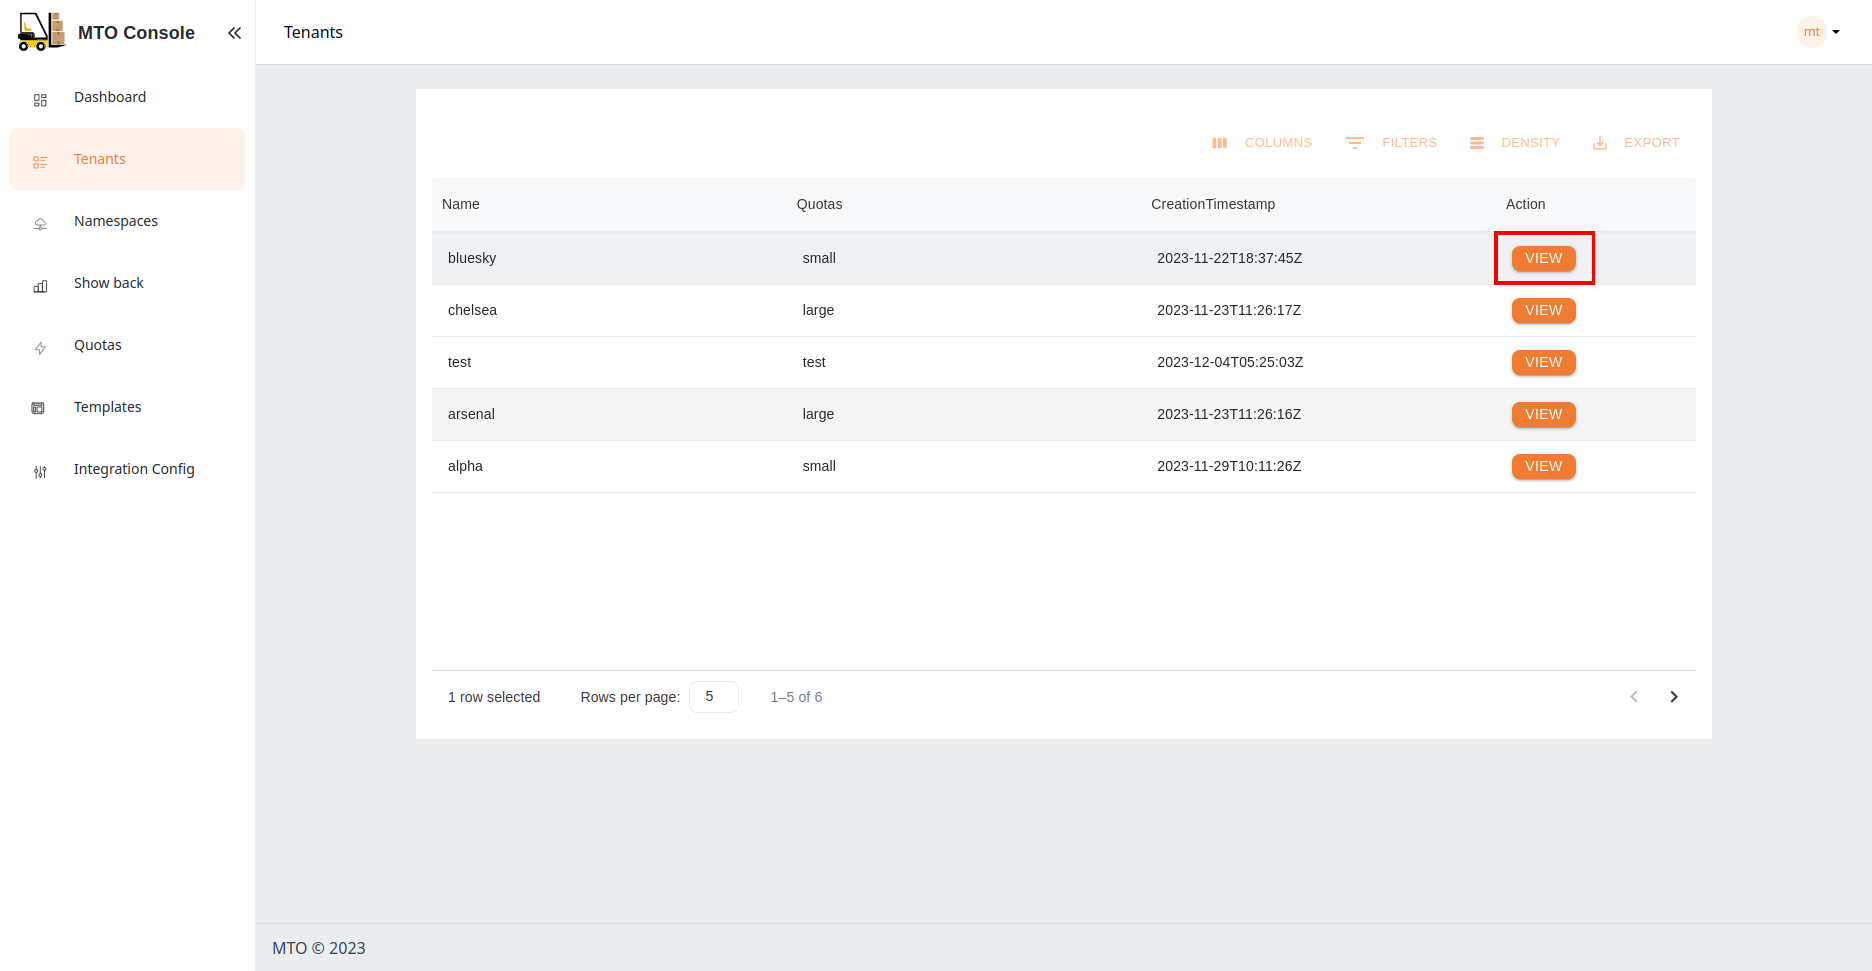 MTO Console
Tenants
mt
Dashboard
Tenants
Namespaces
Show back
Quotas
Templates
Integration Config
COLUMNS FILTERS DENSITY EXPORT
Name Quotas CreationTimestamp Action
bluesky small 2023-11-22T18:37:45Z VIEW
chelsea large 2023-11-23T11:26:17Z VIEW
test test 2023-12-04T05:25:03Z VIEW
arsenal large 2023-11-23T11:26:16Z VIEW
alpha small 2023-11-29T10:11:26Z VIEW
1 row selected Rows per page: 5 1–5 of 6
MTO © 2023